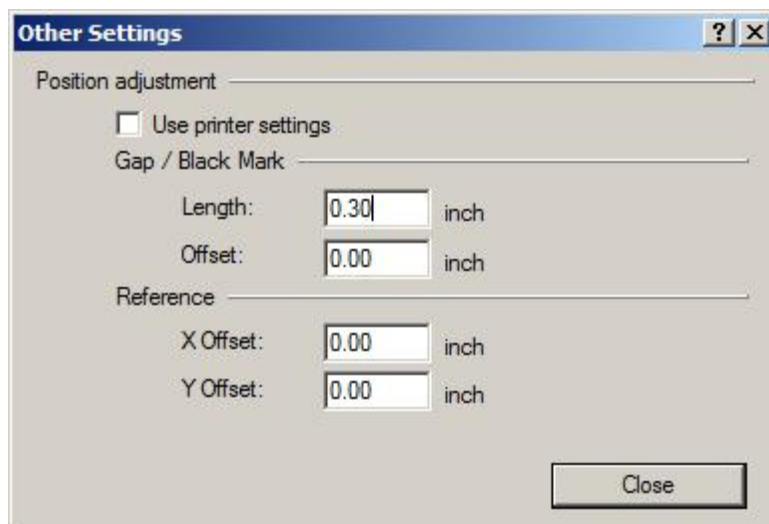 Other Settings
Position adjustment
Use printer settings
Gap / Black Mark
Length: 0.30 inch
Offset: 0.00 inch
Reference
X Offset: 0.00 inch
Y Offset: 0.00 inch
Close